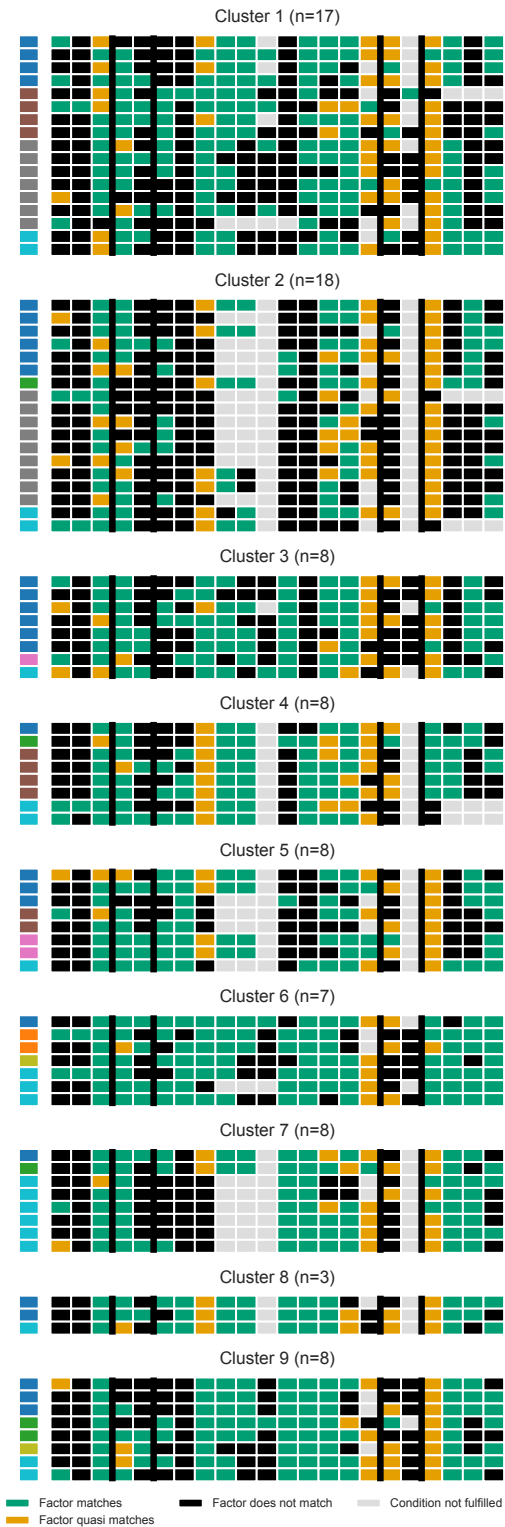 Cluster 1 (n=17)
Cluster 2 (n=18)
Cluster 3 (n=8)
Cluster 4 (n=8)
Cluster 5 (n=8)
Cluster 6 (n=7)
Cluster 7 (n=8)
Cluster 8 (n=3)
Cluster 9 (n=8)
Factor matches
Factor does not match
Condition not fulfilled
Factor quasi matches